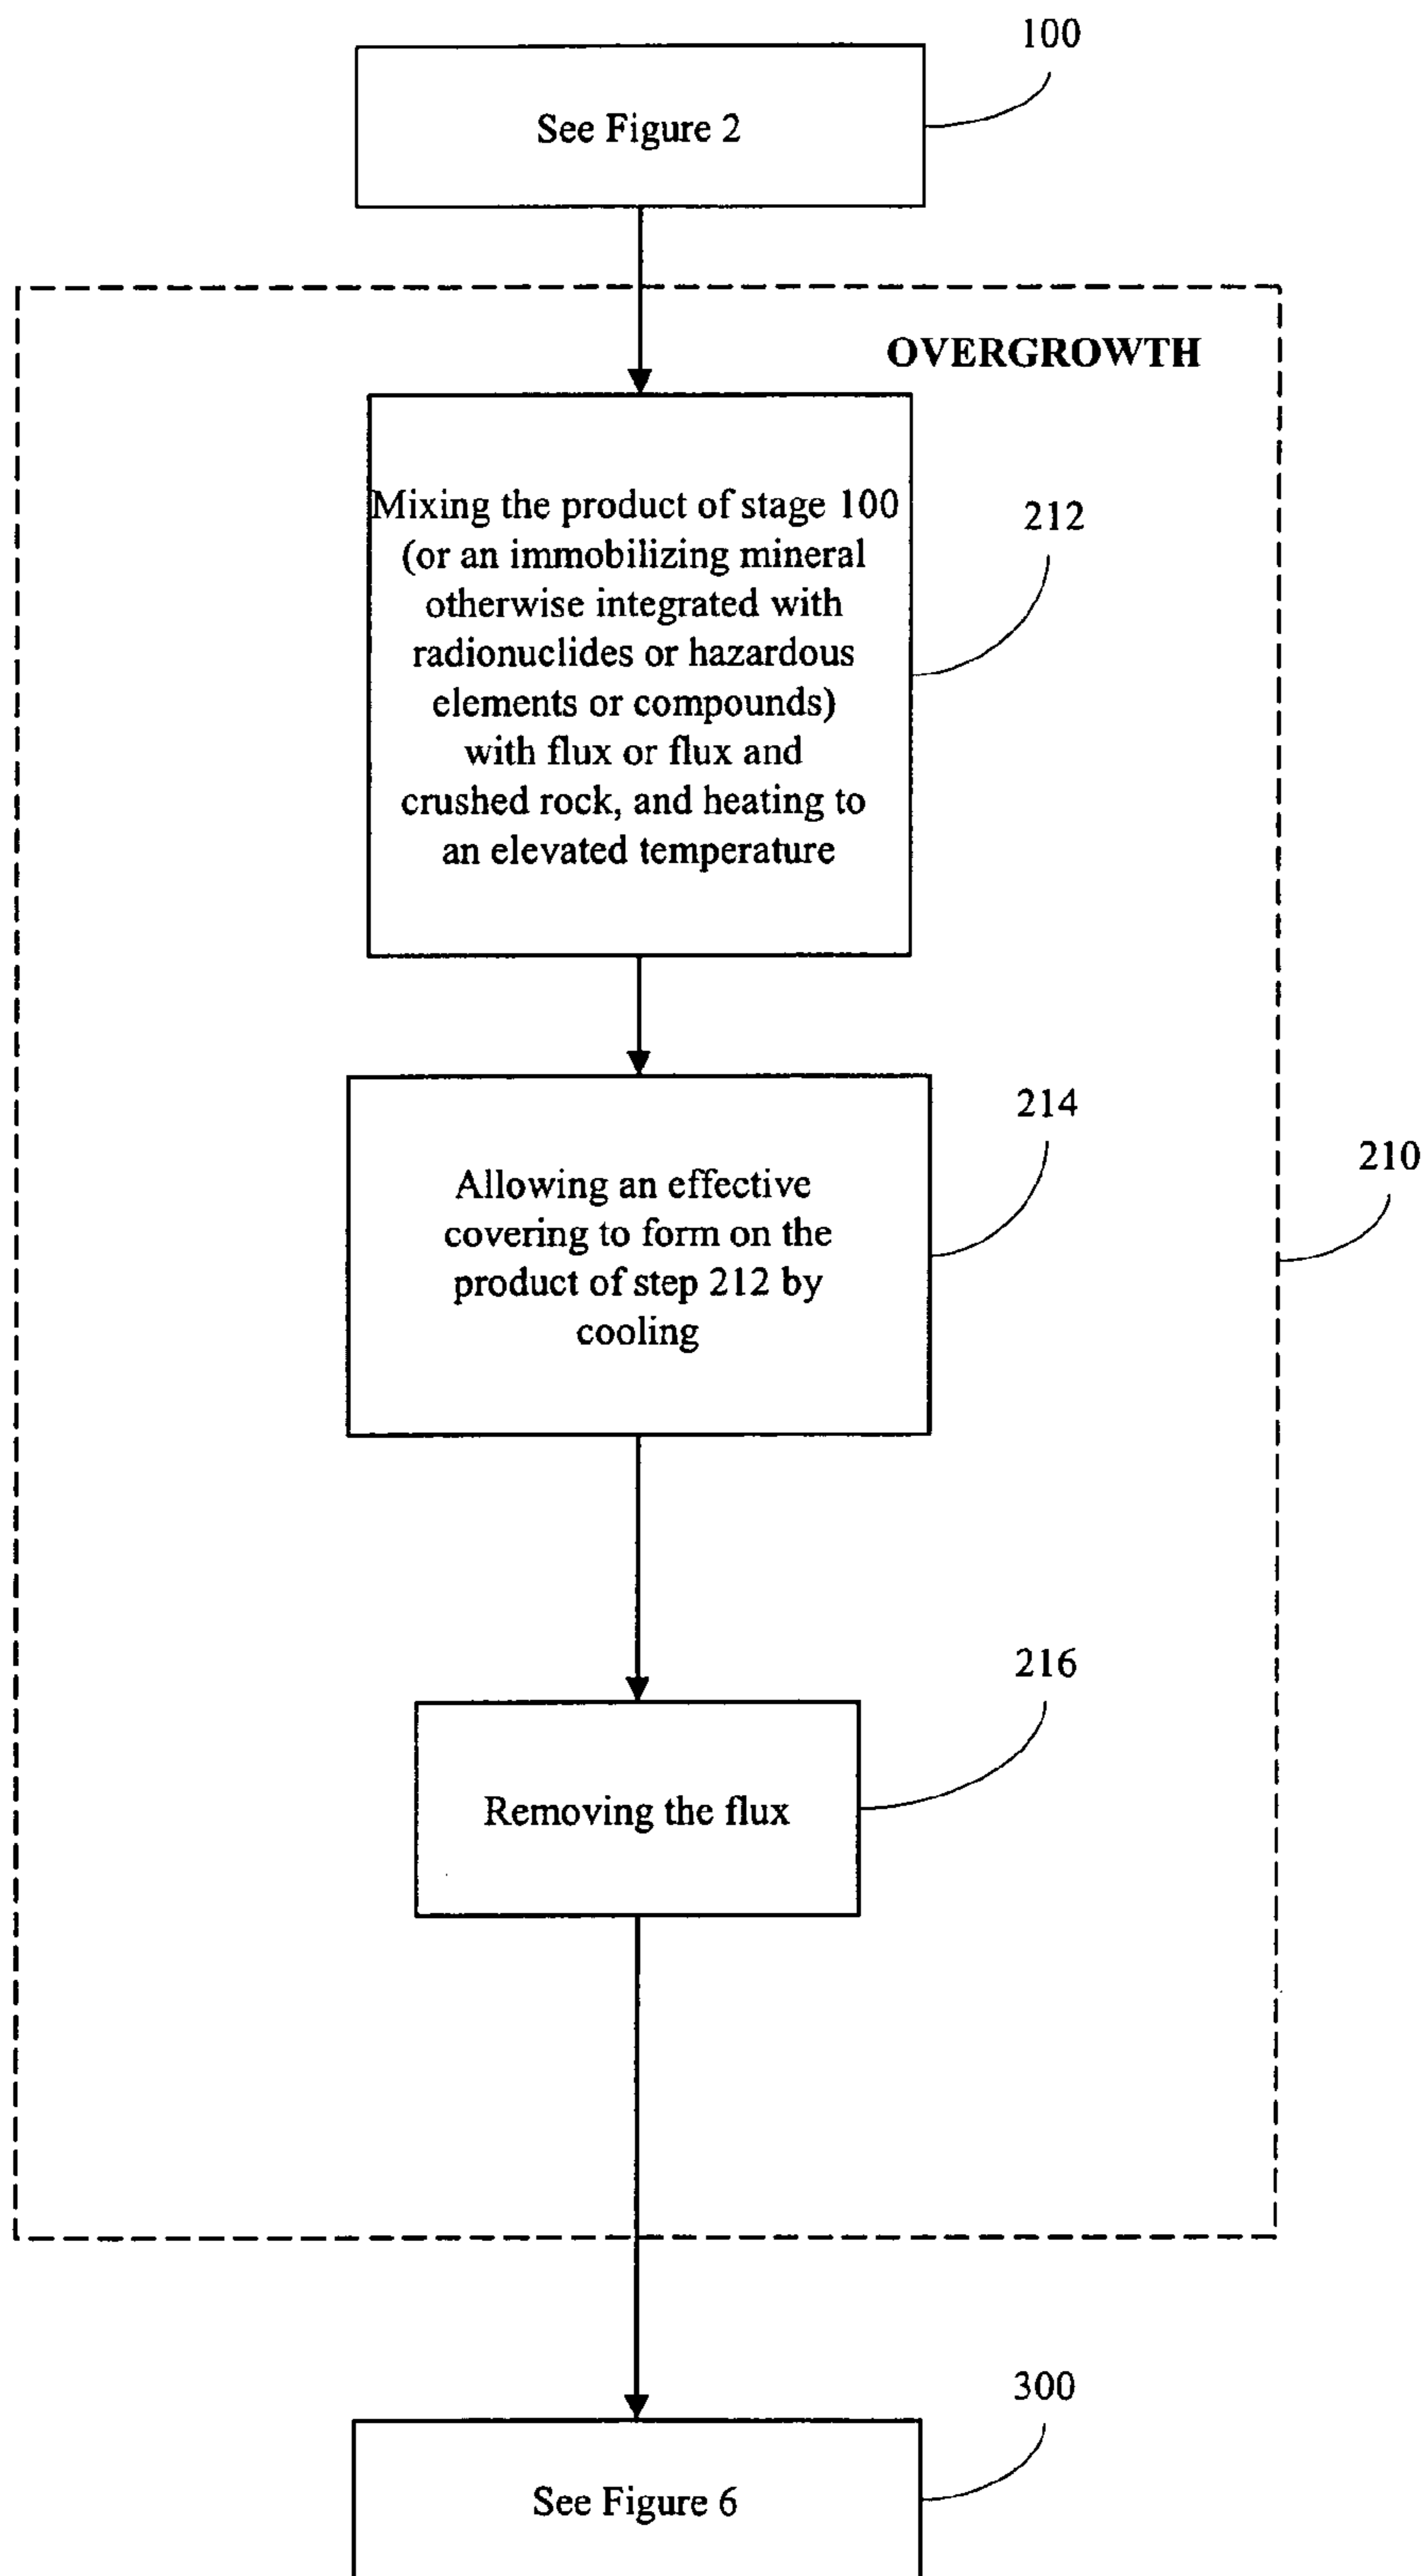 100
See Figure 2
OVERGROWTH
Mixing the product of stage 100
(or an immobilizing mineral
otherwise integrated with
radionuclides or hazardous
elements or compounds)
with flux or flux and
crushed rock, and heating to
an elevated temperature
212
214
Allowing an effective
covering to form on the
product of step 212 by
cooling
210
216
Removing the flux
300
See Figure 6